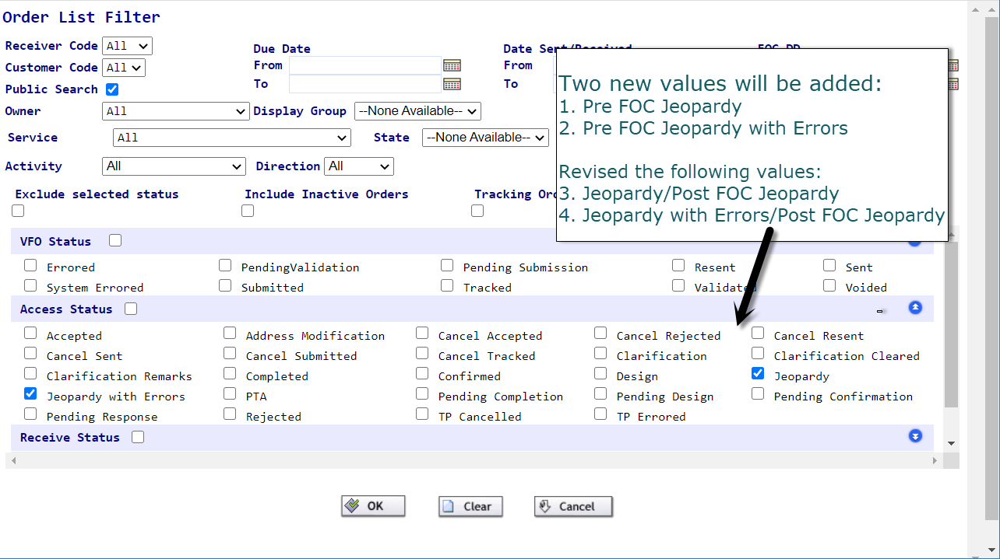 Order List Filter
Receiver Code All
Due Date
Date Sent/Received
FOC DD
Customer Code All
From
From
Public Search
To
To
Owner All
Display Group --None Available--
Service All
State --None Available--
Activity All
Direction All
Exclude selected status
Include Inactive Orders
Tracking Or
Two new values will be added:
1. Pre FOC Jeopardy
2. Pre FOC Jeopardy with Errors
Revised the following values:
3. Jeopardy/Post FOC Jeopardy
4. Jeopardy with Errors/Post FOC Jeopardy
VFO Status
Errored PendingValidation Pending Submission Resent Sent
System Errored Submitted Tracked Validated Voided
Access Status
Accepted Address Modification Cancel Accepted Cancel Rejected Cancel Resent
Cancel Sent Cancel Submitted Cancel Tracked Clarification Clarification Cleared
Clarification Remarks Completed Confirmed Design Jeopardy
Jeopardy with Errors PTA Pending Completion Pending Design Pending Confirmation
Pending Response Rejected TP Cancelled TP Errored
Receive Status
OK Clear Cancel